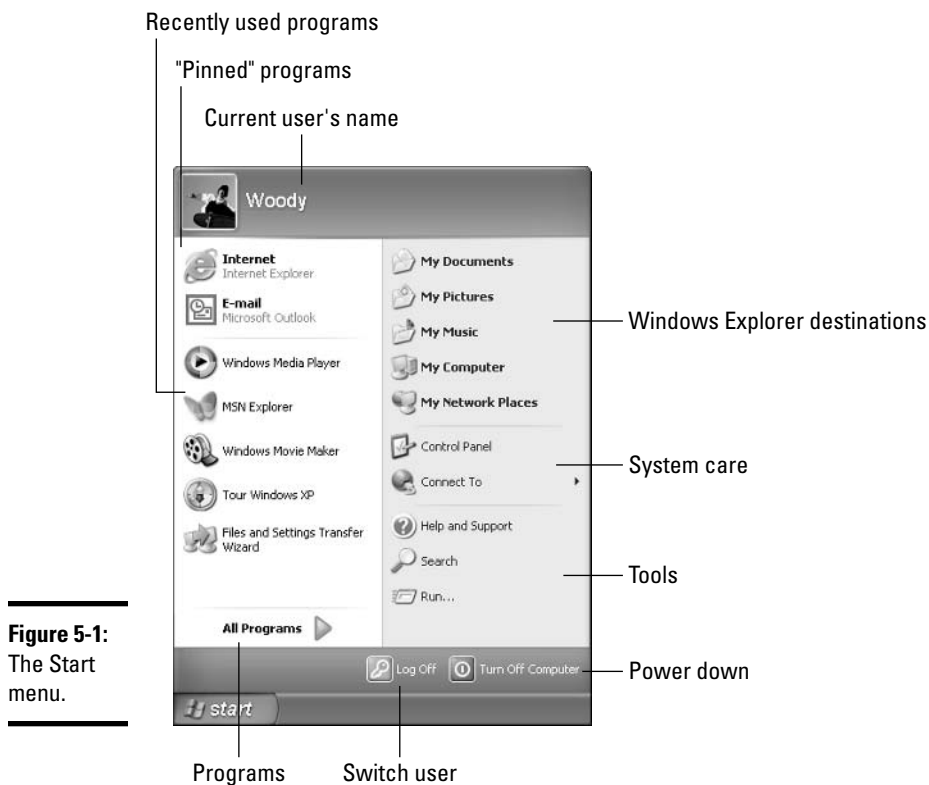 Recently used programs
"Pinned" programs
Current user's name
Woody
Internet
Internet Explorer
E-mail
Microsoft Outlook
Windows Media Player
MSN Explorer
Windows Movie Maker
Tour Windows XP
Files and Settings Transfer
Wizard
All Programs
My Documents
My Pictures
My Music
My Computer
My Network Places
Control Panel
Connect To
Help and Support
Search
Run...
Log Off
Turn Off Computer
start
Windows Explorer destinations
System care
Tools
Power down
Programs
Switch user
Figure 5-1:
The Start
menu.